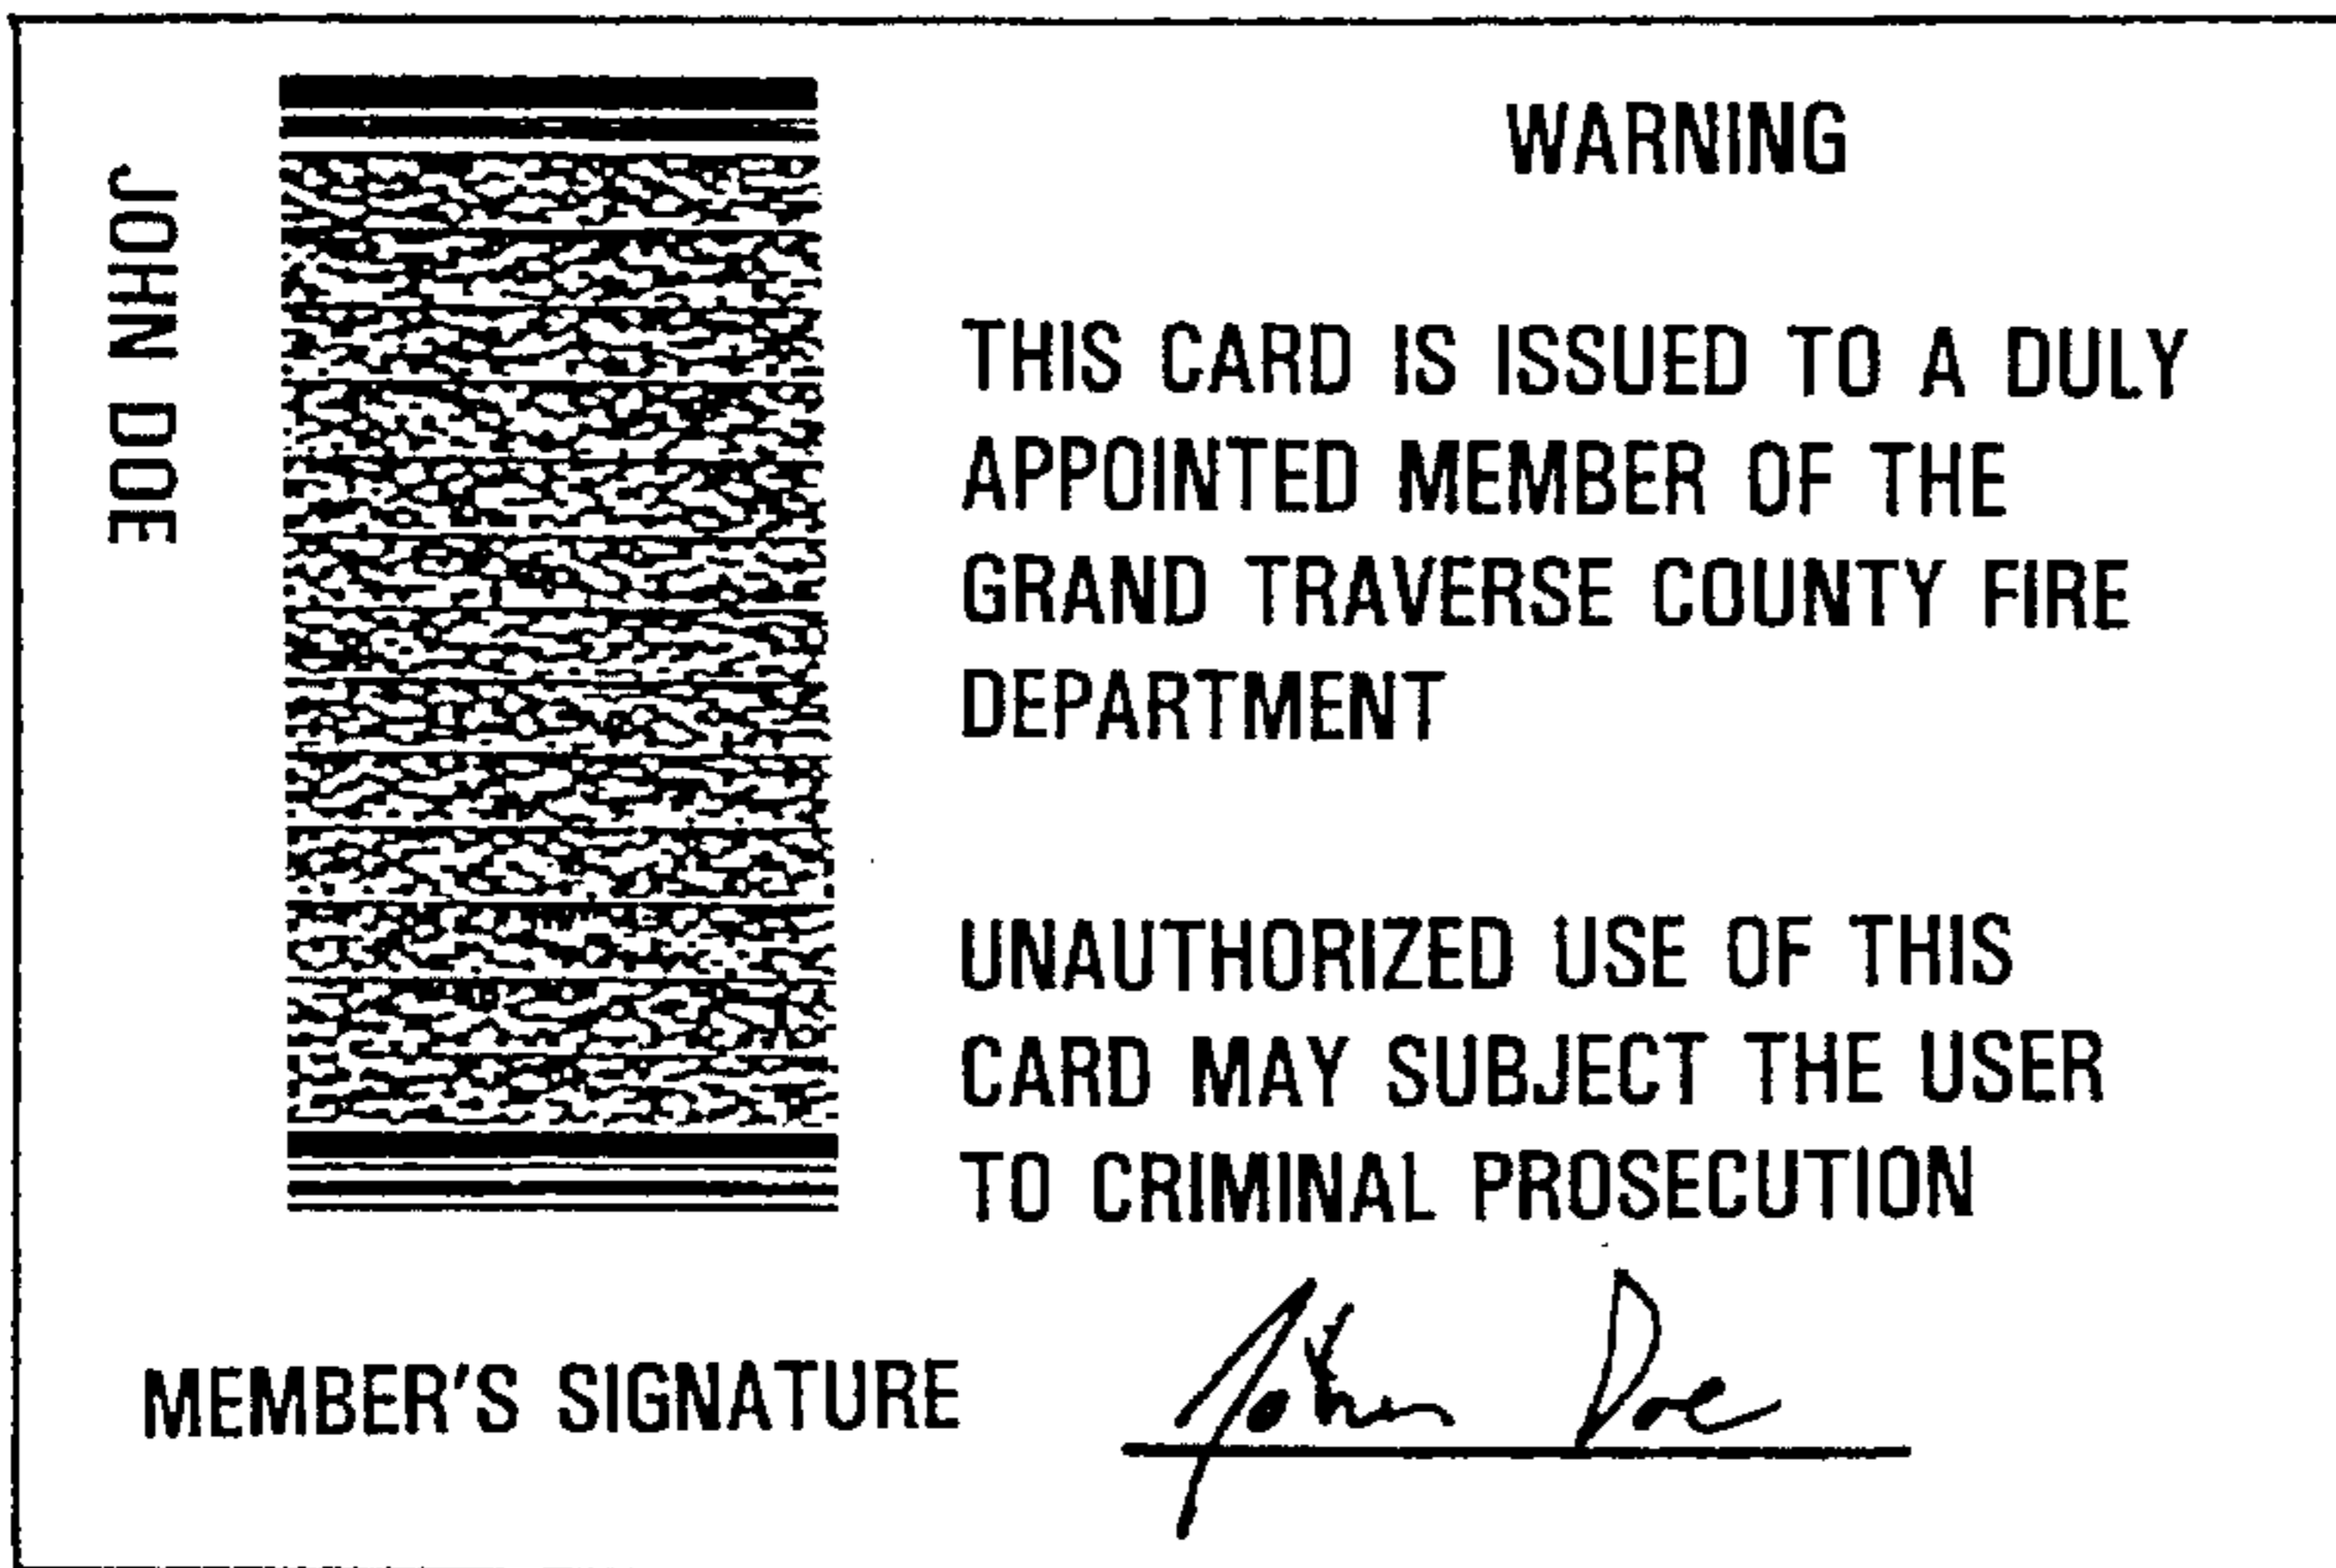 JOHN DOE
WARNING
THIS CARD IS ISSUED TO A DULY
APPOINTED MEMBER OF THE
GRAND TRAVERSE COUNTY FIRE
DEPARTMENT
UNAUTHORIZED USE OF THIS
CARD MAY SUBJECT THE USER
TO CRIMINAL PROSECUTION
MEMBER'S SIGNATURE John Doe